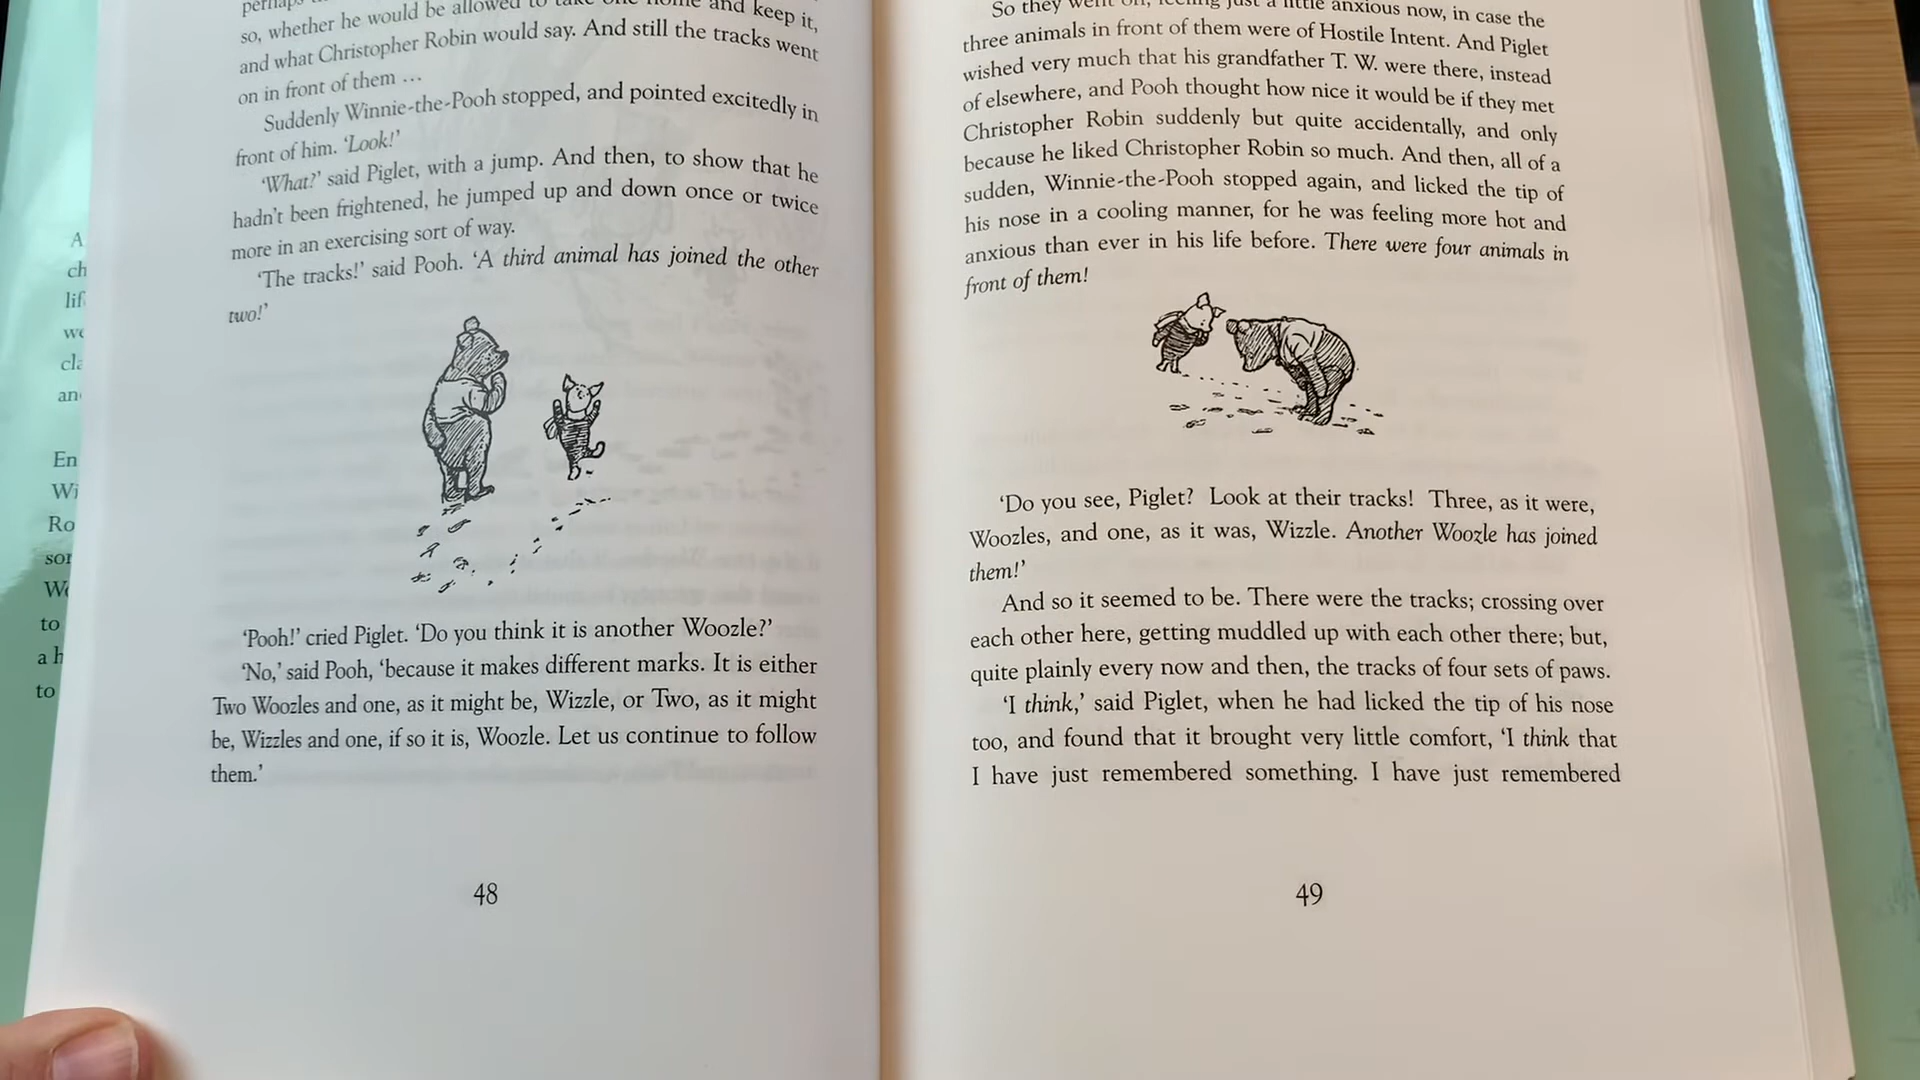 so, whether he would be allowed to take one home and keep it,
and what Christopher Robin would say. And still the tracks went
on in front of them ...
Suddenly Winnie-the-Pooh stopped, and pointed excitedly in
front of him. ‘Look!’
‘What?’ said Piglet, with a jump. And then, to show that he
hadn’t been frightened, he jumped up and down once or twice
more in an exercising sort of way.
‘The tracks!’ said Pooh. ‘A third animal has joined the other
two!’
‘Pooh!’ cried Piglet. ‘Do you think it is another Woozle?’
‘No,’ said Pooh, ‘because it makes different marks. It is either
Two Woozles and one, as it might be, Wizzle, or Two, as it might
be, Wizzles and one, if so it is, Woozle. Let us continue to follow
them.’
48
So they went on, feeling just a little anxious now, in case the
three animals in front of them were of Hostile Intent. And Piglet
wished very much that his grandfather T. W. were there, instead
of elsewhere, and Pooh thought how nice it would be if they met
Christopher Robin suddenly but quite accidentally, and only
because he liked Christopher Robin so much. And then, all of a
sudden, Winnie-the-Pooh stopped again, and licked the tip of
his nose in a cooling manner, for he was feeling more hot and
anxious than ever in his life before. There were four animals in
front of them!
‘Do you see, Piglet? Look at their tracks! Three, as it were,
Woozles, and one, as it was, Wizzle. Another Woozle has joined
them!’
And so it seemed to be. There were the tracks; crossing over
each other here, getting muddled up with each other there; but,
quite plainly every now and then, the tracks of four sets of paws.
‘I think,’ said Piglet, when he had licked the tip of his nose
too, and found that it brought very little comfort, ‘I think that
I have just remembered something. I have just remembered
49